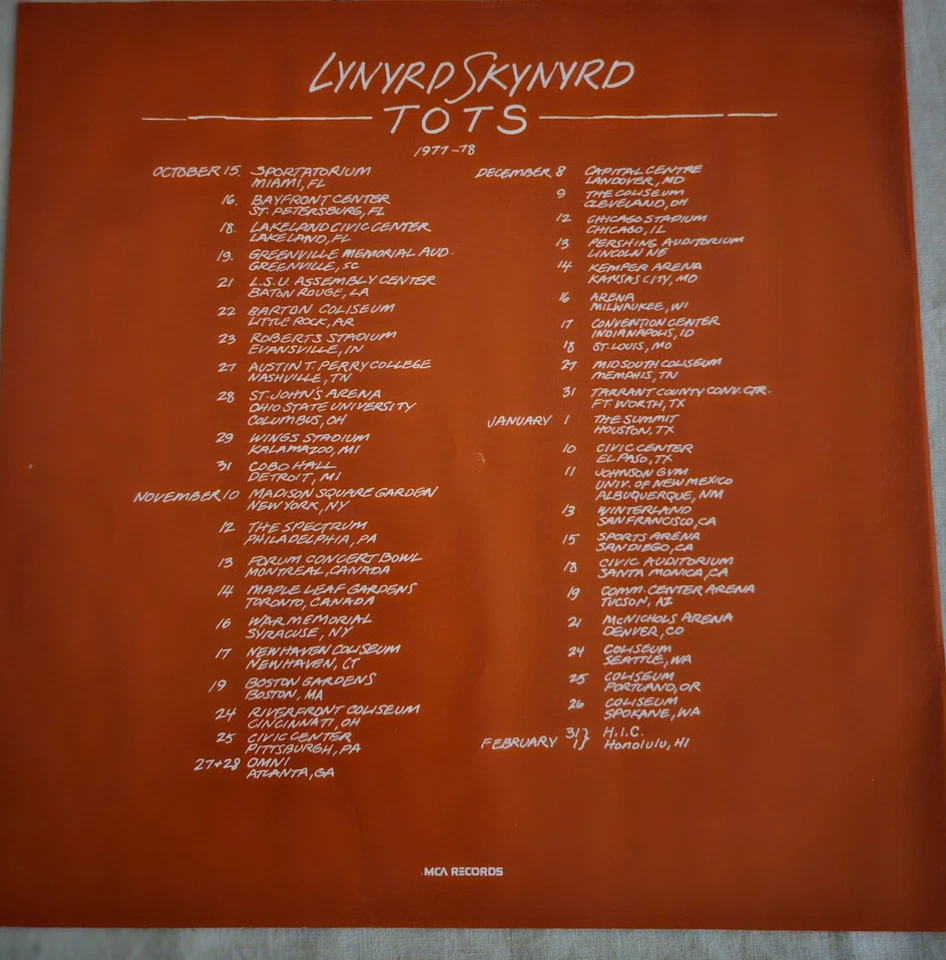 LYNYRD SKYNYRD
TOTS
1977-78
OCTOBER 15 SPORTATORIUM
MIAMI, FL
16. BAYFRONT CENTER
ST. PETERSBURG, FL
18. LAKELAND CIVIC CENTER
LAKELAND, FL
19. GREENVILLE MEMORIAL AUD.
GREENVILLE, SC
21 L.S.U. ASSEMBLY CENTER
BATON ROUGE, LA
22 BARTON COLISEUM
LITTLE ROCK, AR
23 ROBERTS STADIUM
EVANSVILLE, IN
27 AUSTIN T. PERRY COLLEGE
NASHVILLE, TN
28 ST. JOHN'S ARENA
OHIO STATE UNIVERSITY
COLUMBUS, OH
29 WINGS STADIUM
KALAMAZOO, MI
31 COBO HALL
DETROIT, MI
NOVEMBER 10 MADISON SQUARE GARDEN
NEW YORK, NY
12 THE SPECTRUM
PHILADELPHIA, PA
13 FORUM CONCERT BOWL
MONTREAL, CANADA
14 MAPLE LEAF GARDENS
TORONTO, CANADA
16 WAR MEMORIAL
SYRACUSE, NY
17 NEW HAVEN COLISEUM
NEW HAVEN, CT
19 BOSTON GARDENS
BOSTON, MA
24 RIVERFRONT COLISEUM
CINCINNATI, OH
25 CIVIC CENTER
PITTSBURGH, PA
27+28 OMNI
ATLANTA, GA
DECEMBER 8 CAPITAL CENTRE
LANDOVER, MD
9 THE COLISEUM
CLEVELAND, OH
12 CHICAGO STADIUM
CHICAGO, IL
13 PERSHING AUDITORIUM
LINCOLN NE
14 KEMPER ARENA
KANSAS CITY, MO
16 ARENA
MILWAUKEE, WI
17 CONVENTION CENTER
INDIANAPOLIS, ID
18 ST. LOUIS, MO
27 MIDSOUTH COLISEUM
MEMPHIS, TN
31 TARRANT COUNTY CONV. CTR.
FT. WORTH, TX
JANUARY 1 THE SUMMIT
HOUSTON, TX
10 CIVIC CENTER
EL PASO, TX
11 JOHNSON GYM
UNIV. OF NEW MEXICO
ALBUQUERQUE, NM
13 WINTERLAND
SAN FRANCISCO, CA
15 SPORTS ARENA
SAN DIEGO, CA
18 CIVIC AUDITORIUM
SANTA MONICA, CA
19 COMM. CENTER ARENA
TUCSON, AZ
21 McNICHOLS ARENA
DENVER, CO
24 COLISEUM
SEATTLE, WA
25 COLISEUM
PORTLAND, OR
26 COLISEUM
SPOKANE, WA
31} H.I.C.
FEBRUARY 1} Honolulu, HI
MCA RECORDS